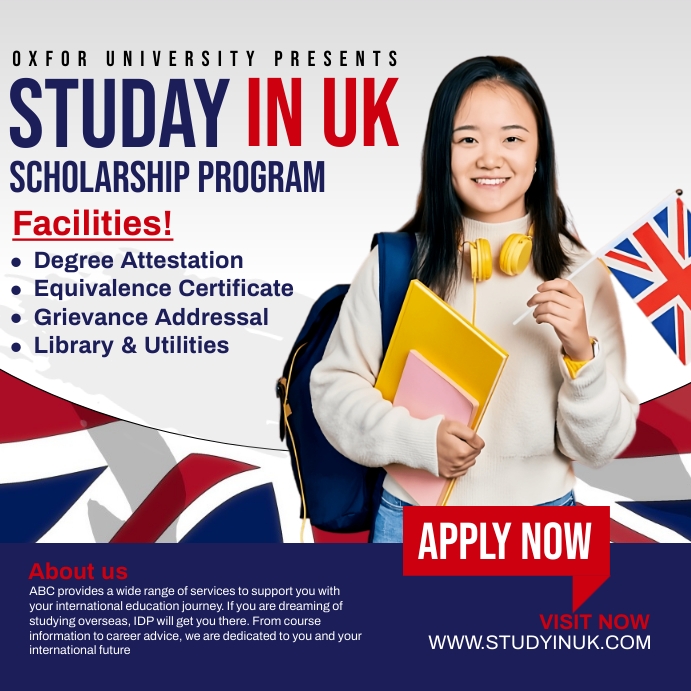 OXFOR UNIVERSITY PRESENTS
STUDAY IN UK
SCHOLARSHIP PROGRAM
Facilities!
• Degree Attestation
• Equivalence Certificate
• Grievance Addressal
• Library & Utilities
APPLY NOW
About us
ABC provides a wide range of services to support you with
your international education journey. If you are dreaming of
studying overseas, IDP will get you there. From course
information to career advice, we are dedicated to you and your
international future
VISIT NOW
WWW.STUDYINUK.COM